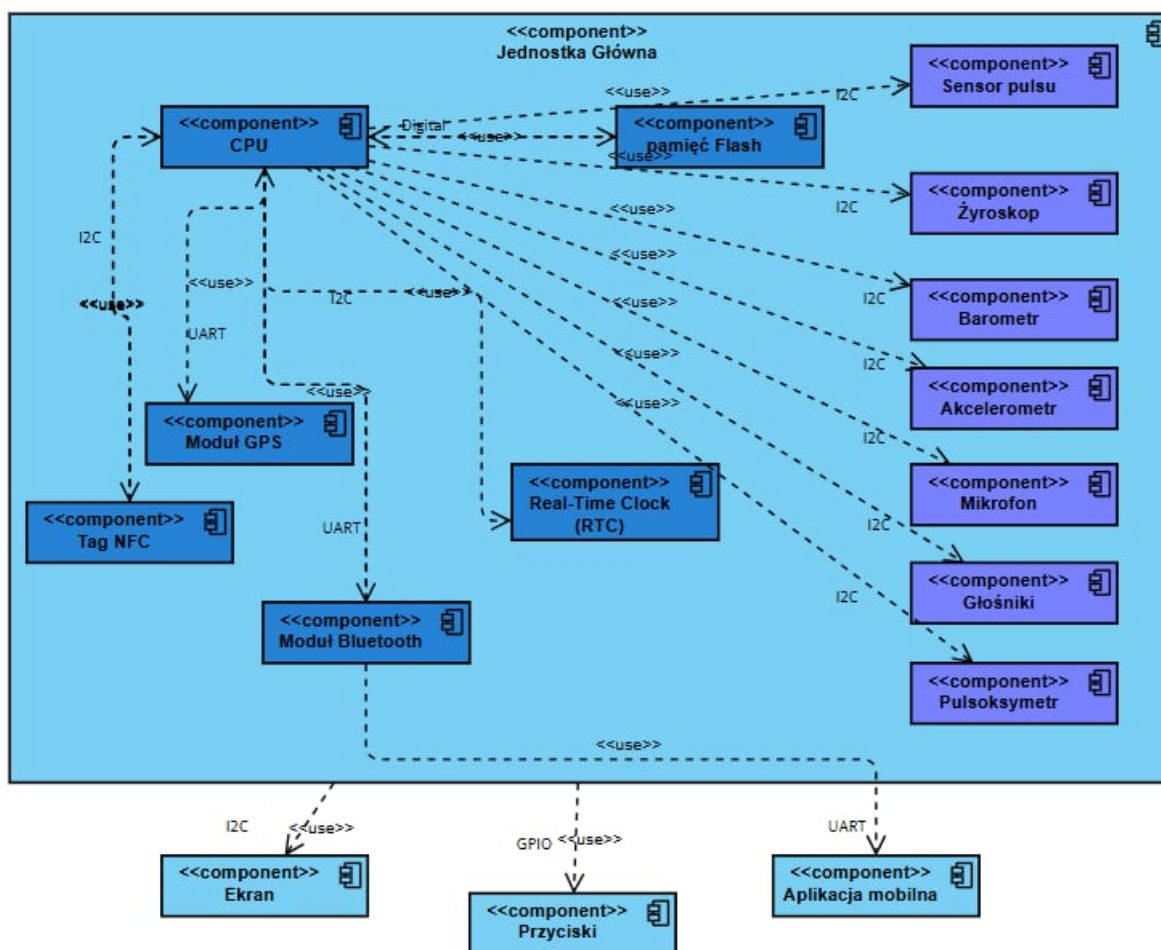 <<component>>
Jednostka Główna
<<component>>
Sensor pulsu
<<use>>
I2C
<<component>>
CPU
Digital
<<use>>
<<component>>
pamięć Flash
<<use>>
<<component>>
Żyroskop
I2C
<<use>>
I2C
<<use>>
<<use>>
I2C
<<use>>
I2C
<<component>>
Barometr
<<use>>
UART
<<use>>
I2C
<<component>>
Akcelerometr
<<use>>
<<use>>
<<component>>
Moduł GPS
I2C
<<component>>
Mikrofon
<<component>>
Real-Time Clock
(RTC)
<<component>>
Tag NFC
UART
I2C
<<component>>
Głośniki
I2C
<<component>>
Moduł Bluetooth
<<component>>
Pulsoksymetr
<<use>>
I2C
<<use>>
GPIO
<<use>>
UART
<<component>>
Ekran
<<component>>
Przyciski
<<component>>
Aplikacja mobilna